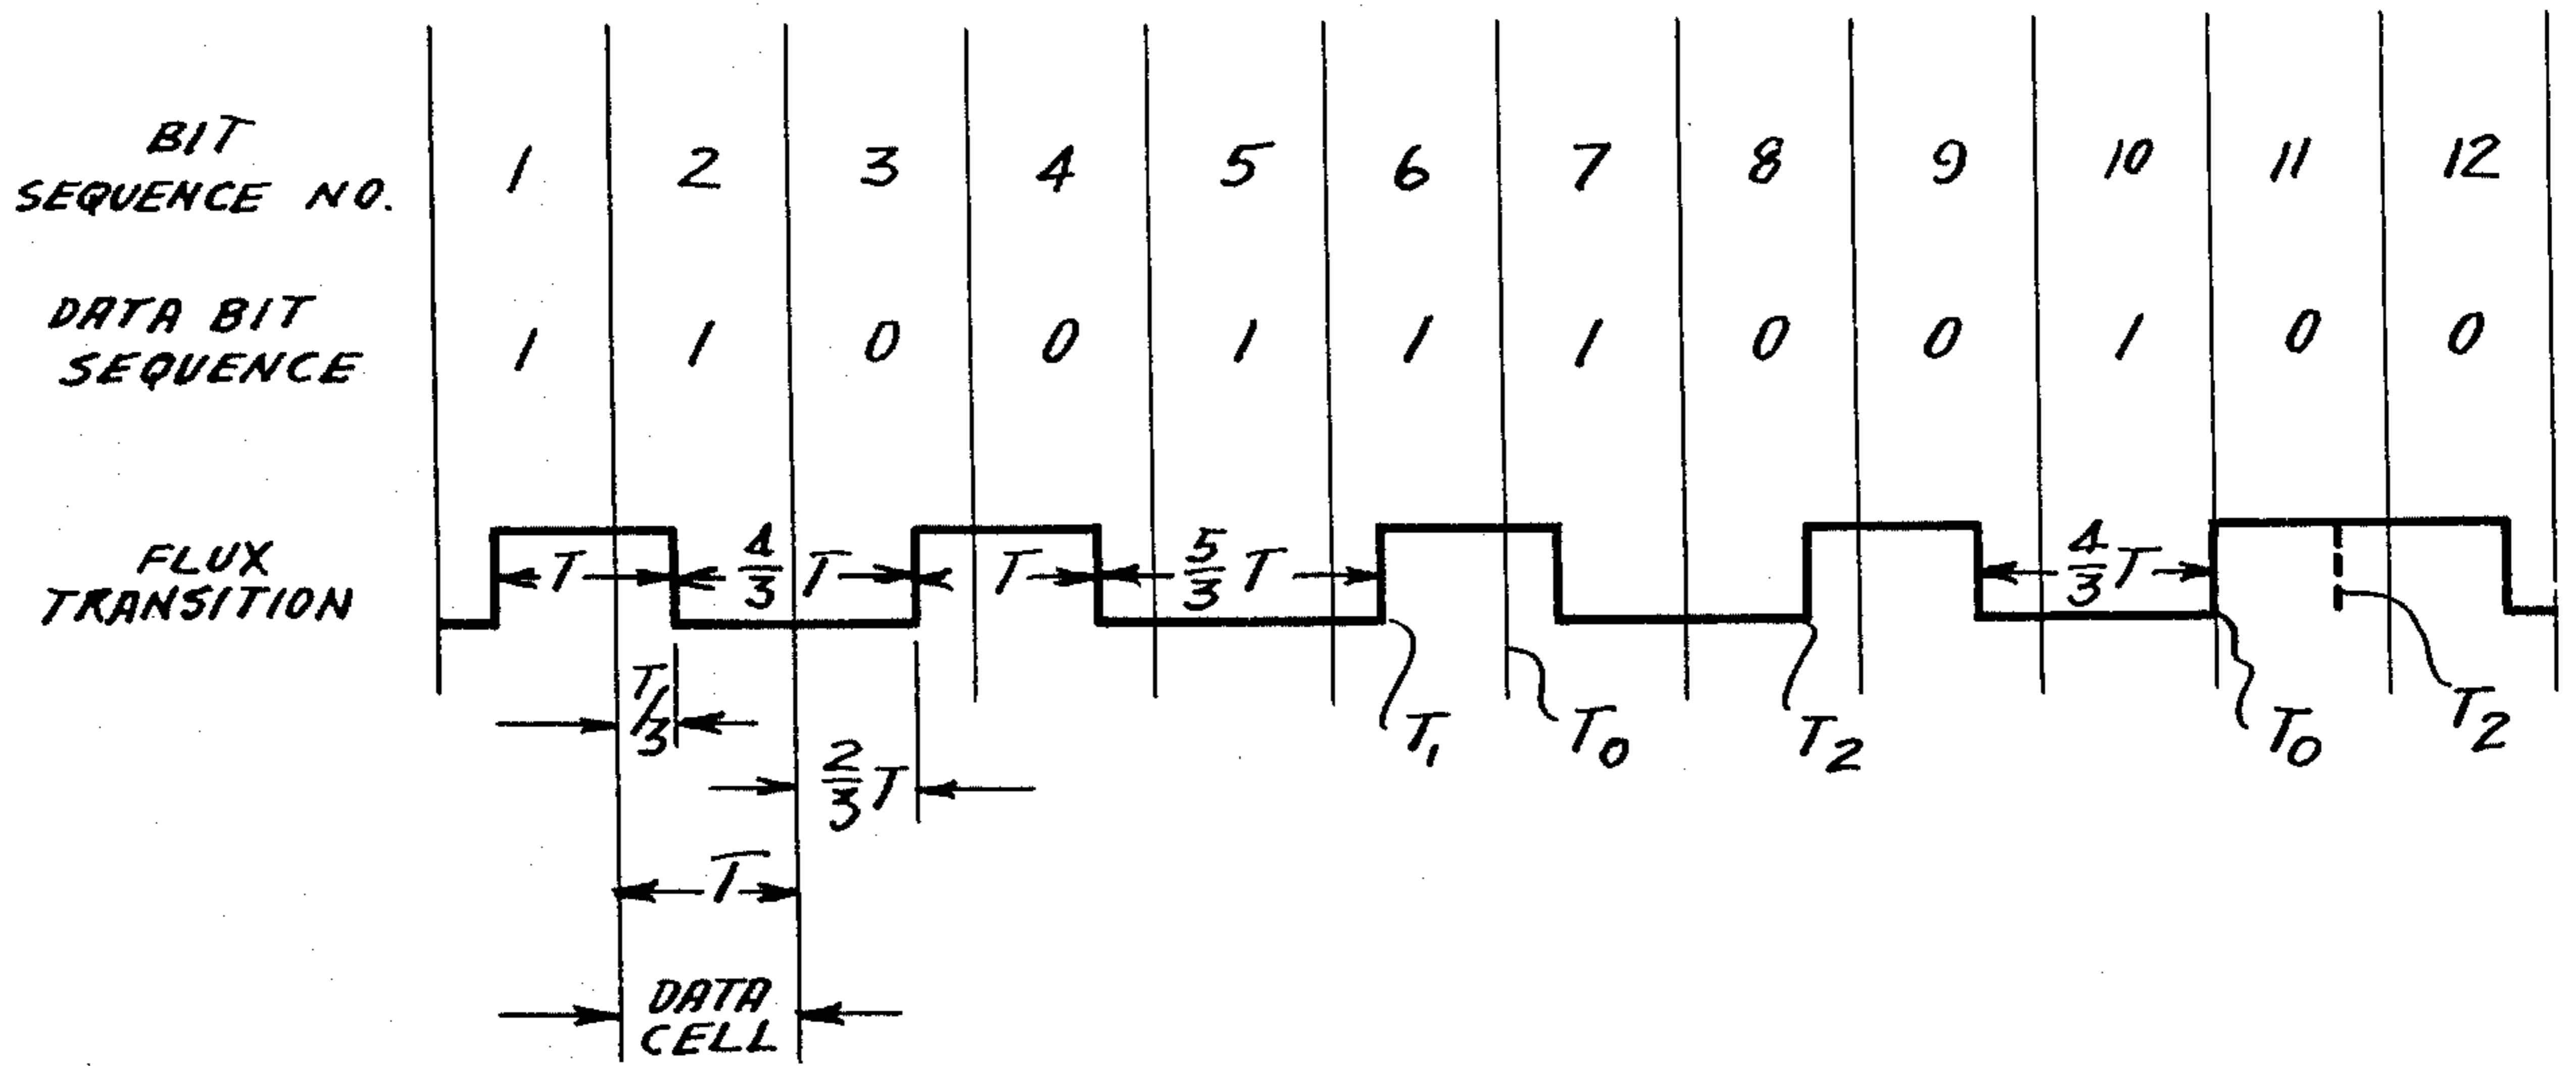 BIT
SEQUENCE NO.
1 2 3 4 5 6 7 8 9 10 11 12
DATA BIT
SEQUENCE
1 1 0 0 1 1 1 0 0 1 0 0
FLUX
TRANSITION
T 4/3 T T 5/3 T 4/3 T
T/3
T1 T0 T2 T0 T2
2/3 T
T
DATA
CELL